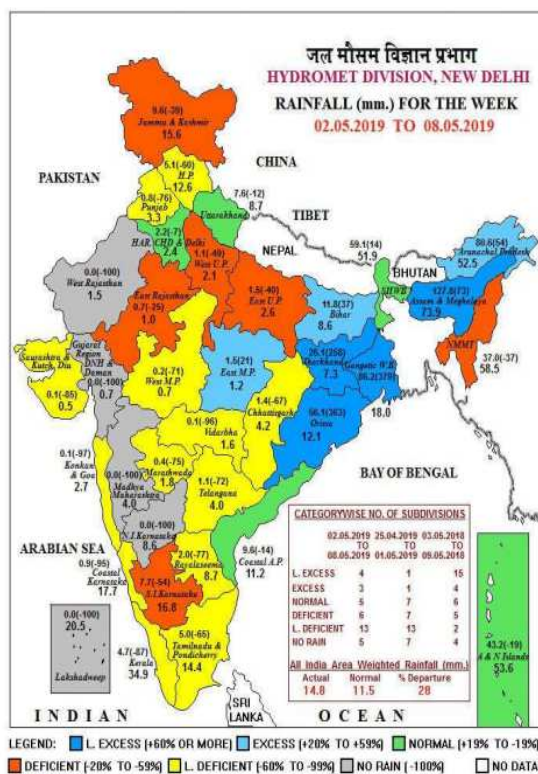 जल मौसम विज्ञान प्रभाग
HYDROMET DIVISION, NEW DELHI
RAINFALL (mm.) FOR THE WEEK
02.05.2019 TO 08.05.2019
9.6(-39)
Jammu & Kashmir
15.6
CHINA
PAKISTAN
5.1(-60)
H.P.
12.6
0.8(-76)
Punjab
3.3
7.6(-12)
8.7
Uttarakhand
TIBET
2.2(-7)
HAR. CHD & Delhi
2.4
1.1(-49)
West U.P.
2.1
NEPAL
59.1(14)
51.9
BHUTAN
80.6(54)
Arunachal Pradesh
52.5
0.0(-100)
West Rajasthan
1.5
East Rajasthan
0.7(-25)
1.0
1.5(-40)
East U.P.
2.6
SHWB
127.8(73)
Assam & Meghalaya
73.9
11.8(37)
Bihar
8.6
NMMT
37.0(-37)
58.5
Saurashtra & Kutch, Diu
0.1(-85)
0.5
Gujarat Region
DNH & Daman
0.0(-100)
0.7
0.2(-71)
West M.P.
0.7
1.5(21)
East M.P.
1.2
26.1(258)
Jharkhand
7.3
Gangetic W.B
86.2(379)
18.0
1.4(-67)
Chhattisgarh
4.2
56.1(363)
Orissa
12.1
0.1(-96)
Vidarbha
1.6
0.1(-97)
Konkan & Goa
2.7
0.4(-75)
Marathwada
1.8
0.0(-100)
Madhya Maharashtra
4.0
1.1(-72)
Telangana
4.0
BAY OF BENGAL
0.0(-100)
N.I.Karnataka
8.6
ARABIAN SEA
0.9(-95)
Coastal Karnataka
17.7
2.0(-77)
Rayalaseema
8.7
9.6(-14)
Coastal A.P.
11.2
7.7(-54)
S.I.Karnataka
16.8
0.0(-100)
20.5
Lakshadweep
4.7(-87)
Kerala
34.9
5.0(-65)
Tamilnadu & Pondicherry
14.4
SRI LANKA
43.2(-19)
A & N Islands
53.6
CATEGORYWISE NO. OF SUBDIVISIONS
02.05.2019 25.04.2019 03.05.2018
TO TO TO
08.05.2019 01.05.2019 09.05.2018
L. EXCESS 4 1 15
EXCESS 3 1 4
NORMAL 5 7 6
DEFICIENT 6 7 5
L. DEFICIENT 13 13 2
NO RAIN 5 7 4
All India Area Weighted Rainfall (mm.)
Actual Normal % Departure
14.8 11.5 28
INDIAN OCEAN
LEGEND: L. EXCESS [+60% OR MORE] EXCESS [+20% TO +59%] NORMAL [+19% TO -19%]
DEFICIENT [-20% TO -59%] L. DEFICIENT [-60% TO -99%] NO RAIN [-100%] NO DATA